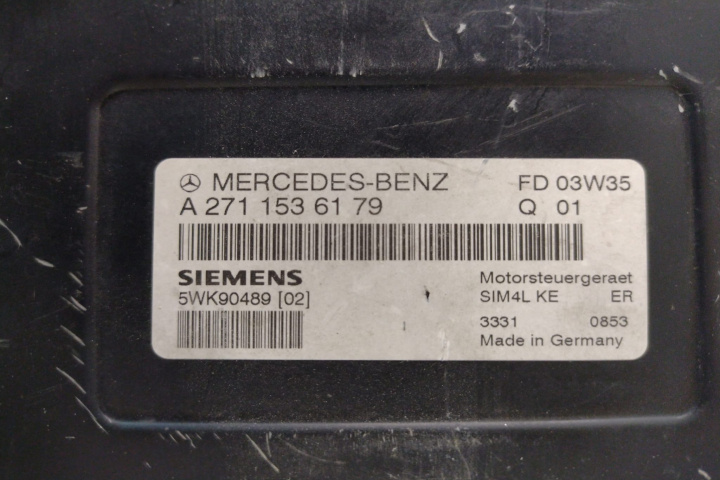 MERCEDES-BENZ FD 03W35
A 271 153 61 79 Q 01
SIEMENS Motorsteuergeraet
5WK90489 [02] SIM4L KE ER
3331 0853
Made in Germany